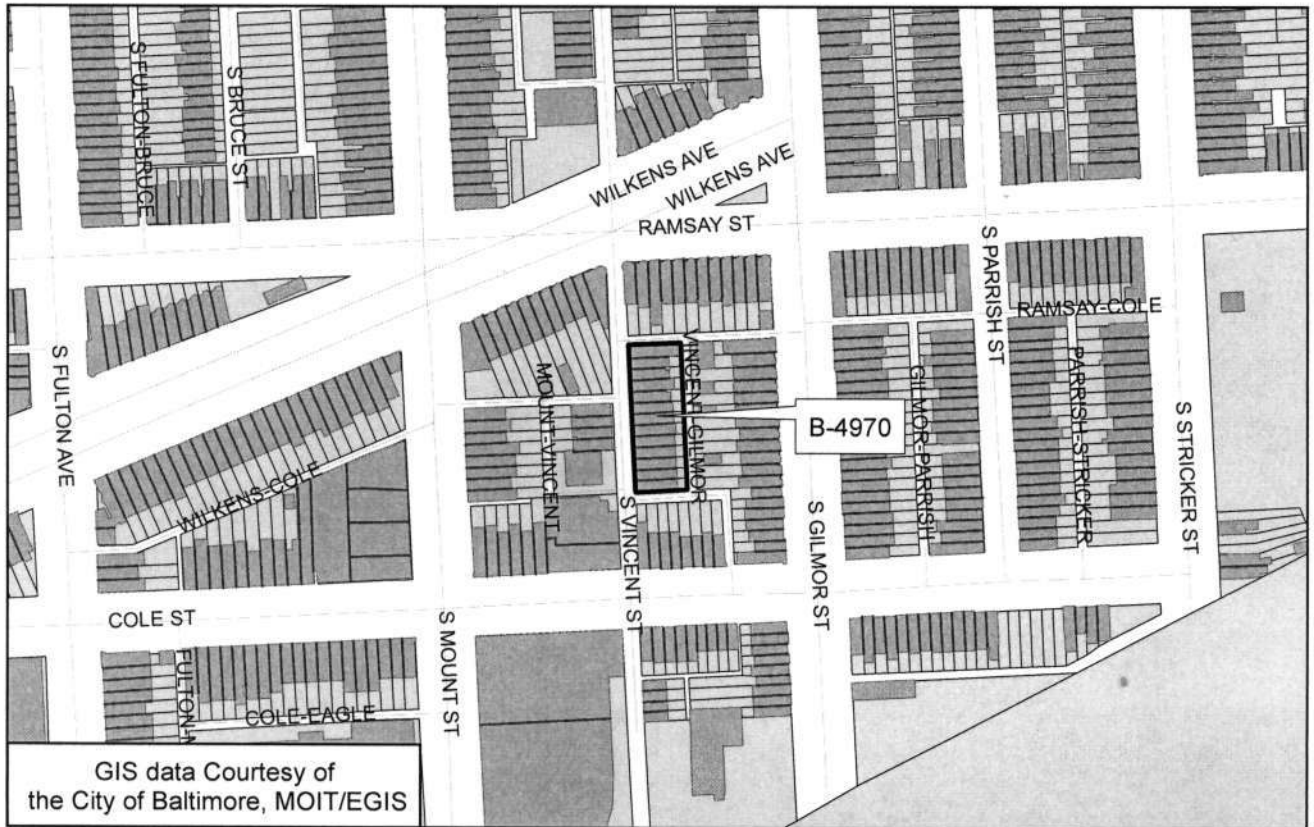 S FULTON-BRUCE
S BRUCE ST
WILKENS AVE
WILKENS AVE
RAMSAY ST
S PARRISH ST
RAMSAY-COLE
S FULTON AVE
MOUNT-VINCENT
VINCENT-GILMOR
B-4970
GILMOR-PARRISH
PARRISH-STRICKER
S STRICKER ST
WILKENS-COLE
S VINCENT ST
S GILMOR ST
COLE ST
S MOUNT ST
FULTON-M
COLE-EAGLE
GIS data Courtesy of
the City of Baltimore, MOIT/EGIS